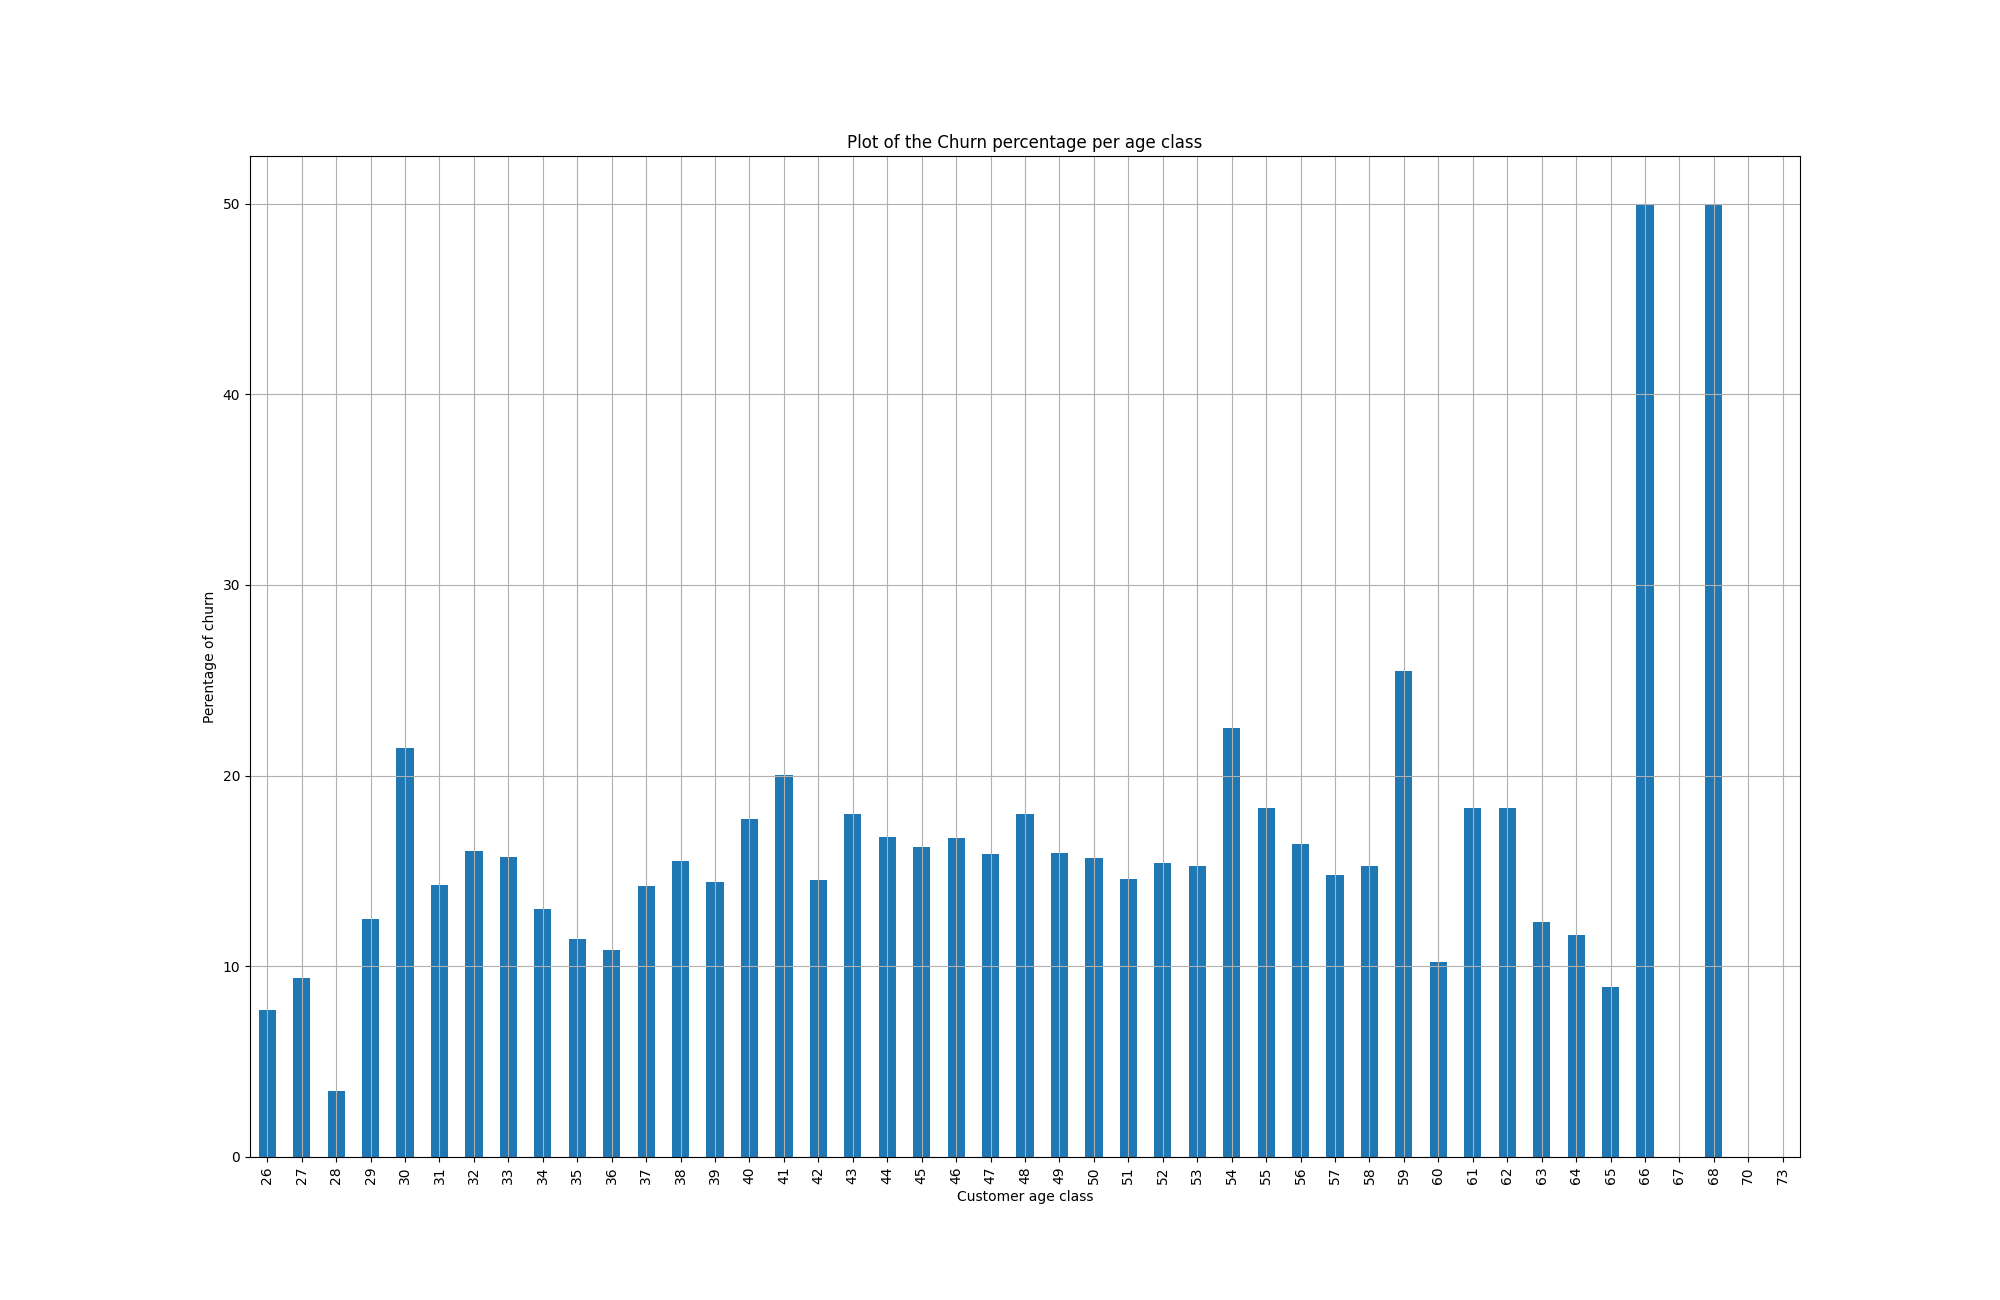 Plot of the Churn percentage per age class
50
40
30
20
10
0
Perentage of churn
26 27 28 29 30 31 32 33 34 35 36 37 38 39 40 41 42 43 44 45 46 47 48 49 50 51 52 53 54 55 56 57 58 59 60 61 62 63 64 65 66 67 68 70 73
Customer age class